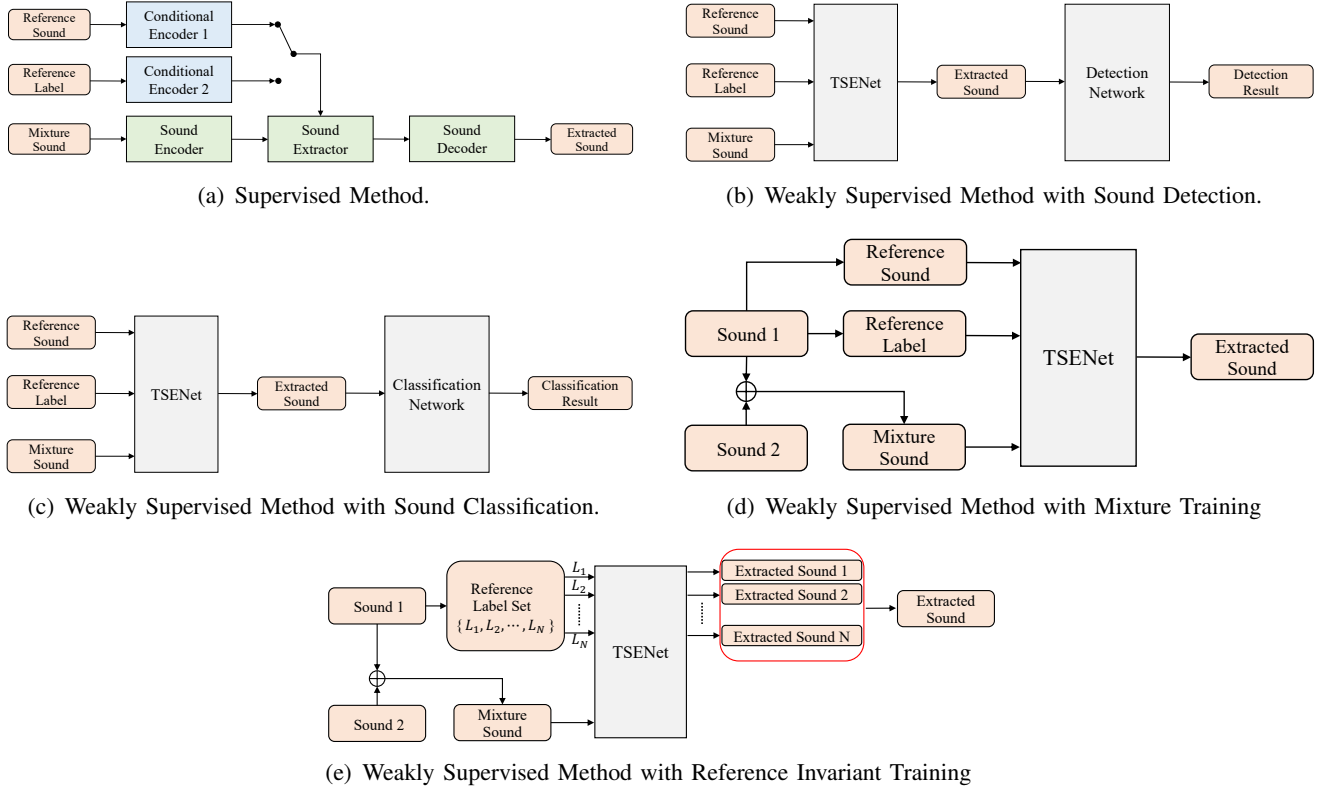 Reference
Sound
Conditional
Encoder 1
Reference
Label
Conditional
Encoder 2
Mixture
Sound
Sound
Encoder
Sound
Extractor
Sound
Decoder
Extracted
Sound
(a) Supervised Method.
Reference
Sound
Reference
Label
Mixture
Sound
TSENet
Extracted
Sound
Detection
Network
Detection
Result
(b) Weakly Supervised Method with Sound Detection.
Reference
Sound
Reference
Label
Mixture
Sound
TSENet
Extracted
Sound
Classification
Network
Classification
Result
(c) Weakly Supervised Method with Sound Classification.
Reference
Sound
Sound 1
Reference
Label
Sound 2
Mixture
Sound
TSENet
Extracted
Sound
(d) Weakly Supervised Method with Mixture Training
Sound 1
Reference
Label Set
{L₁, L₂, ⋯, L_N}
L₁
L₂
L_N
Sound 2
Mixture
Sound
TSENet
Extracted Sound 1
Extracted Sound 2
Extracted Sound N
Extracted
Sound
(e) Weakly Supervised Method with Reference Invariant Training